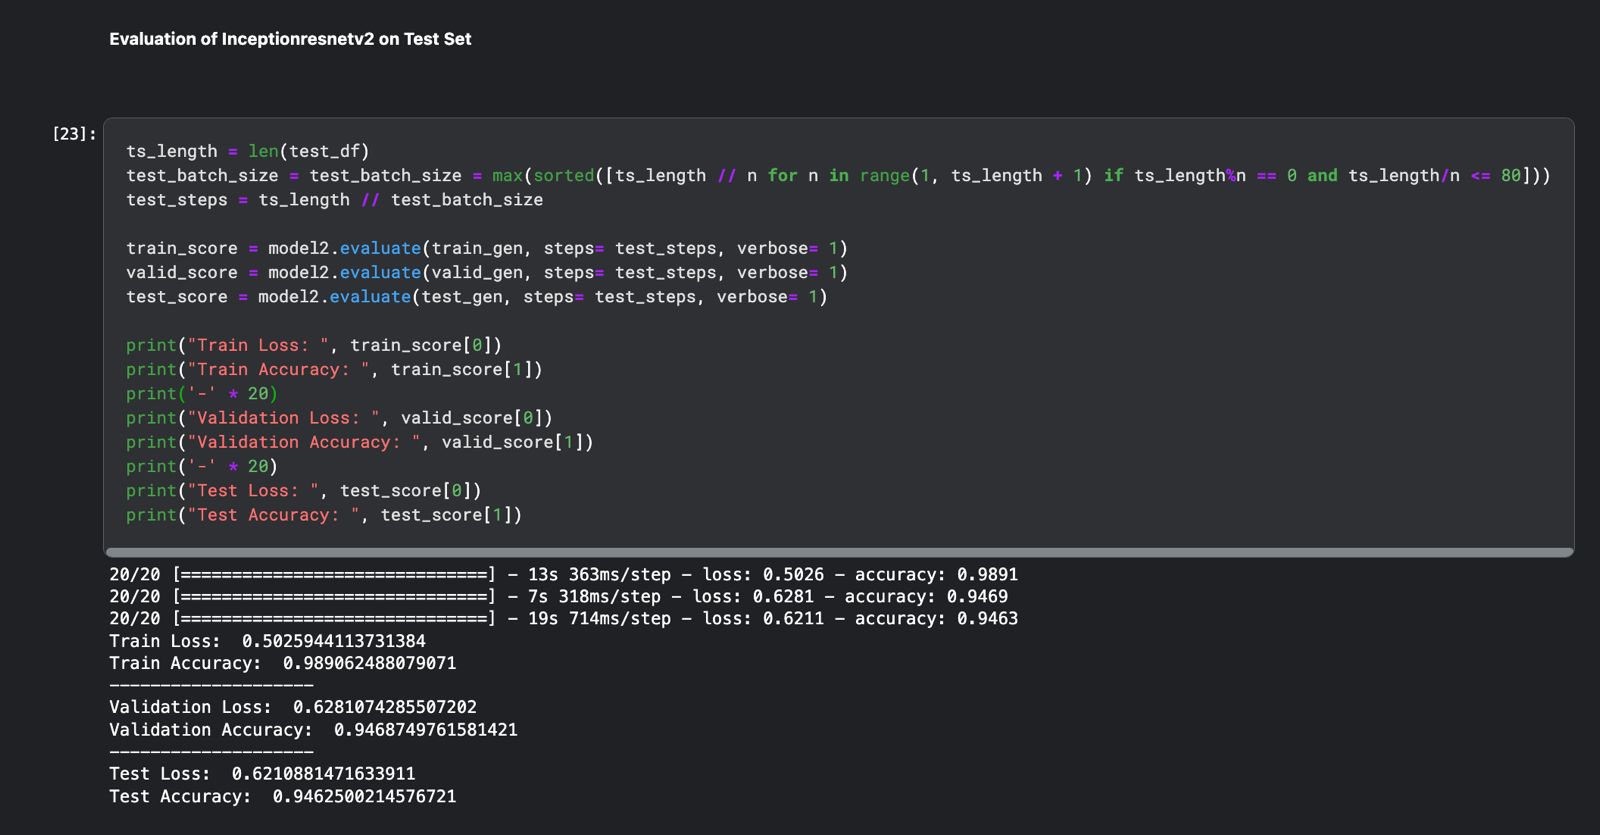 Evaluation of Inceptionresnetv2 on Test Set
[23]:
ts_length = len(test_df)
test_batch_size = test_batch_size = max(sorted([ts_length // n for n in range(1, ts_length + 1) if ts_length%n == 0 and ts_length/n <= 80]))
test_steps = ts_length // test_batch_size
train_score = model2.evaluate(train_gen, steps= test_steps, verbose= 1)
valid_score = model2.evaluate(valid_gen, steps= test_steps, verbose= 1)
test_score = model2.evaluate(test_gen, steps= test_steps, verbose= 1)
print("Train Loss: ", train_score[0])
print("Train Accuracy: ", train_score[1])
print('-' * 20)
print("Validation Loss: ", valid_score[0])
print("Validation Accuracy: ", valid_score[1])
print('-' * 20)
print("Test Loss: ", test_score[0])
print("Test Accuracy: ", test_score[1])
20/20 [==============================] - 13s 363ms/step - loss: 0.5026 - accuracy: 0.9891
20/20 [==============================] - 7s 318ms/step - loss: 0.6281 - accuracy: 0.9469
20/20 [==============================] - 19s 714ms/step - loss: 0.6211 - accuracy: 0.9463
Train Loss:  0.5025944113731384
Train Accuracy:  0.989062488079071
--------------------
Validation Loss:  0.6281074285507202
Validation Accuracy:  0.9468749761581421
--------------------
Test Loss:  0.6210881471633911
Test Accuracy:  0.9462500214576721